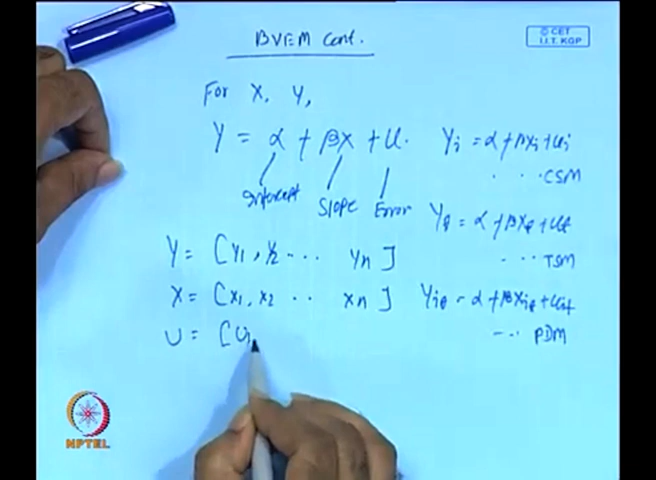 BVEM Cont.
© CET
I.I.T. KGP
For X, Y,
Y = α + βX + U.
Intercept Slope Error
Yi = α + βXi + Ui
. . . CSM
Yt = α + βXt + Ut
. . . TSM
Y = [Y1, Y2 . . . Yn]
X = [X1, X2 . . Xn]
U = [U1
Yit = α + βXit + Uit
. . . PDM
NPTEL